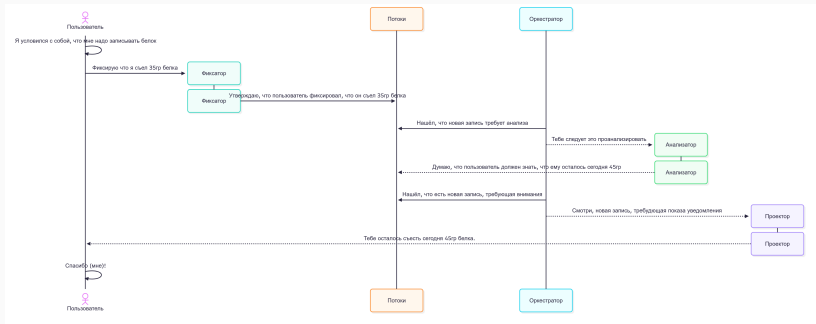 Пользователь
Потоки
Оркестратор
Я условился с собой, что мне надо записывать белок
Фиксирую что я съел 35гр белка
Фиксатор
Фиксатор
Утверждаю, что пользователь фиксировал, что он съел 35гр белка
Нашёл, что новая запись требует анализа
Тебе следует это проанализировать
Анализатор
Думаю, что пользователь должен знать, что ему осталось сегодня 45гр
Анализатор
Нашёл, что есть новая запись, требующая внимания
Смотри, новая запись, требудющая показа уведомления
Проектор
Проектор
Тебе осталось съесть сегодня 45гр белка.
Спасибо (мне)!
Пользователь
Потоки
Оркестратор